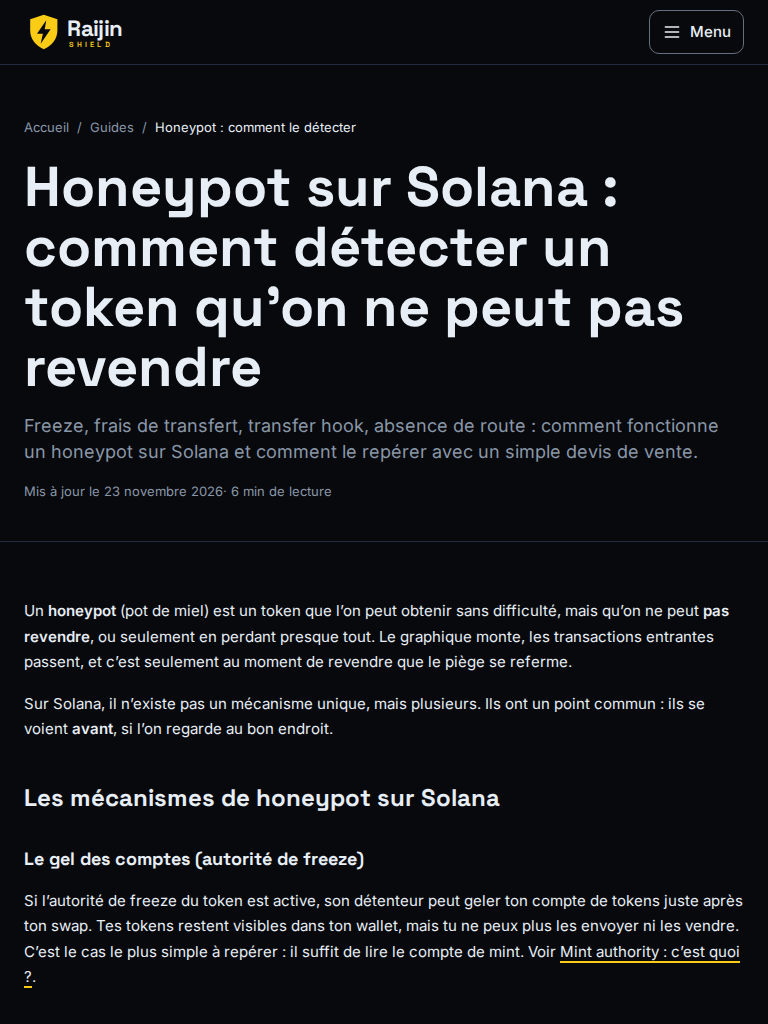 Raijin
SHIELD
Menu
Accueil / Guides / Honeypot : comment le détecter
Honeypot sur Solana :
comment détecter un
token qu’on ne peut pas
revendre
Freeze, frais de transfert, transfer hook, absence de route : comment fonctionne
un honeypot sur Solana et comment le repérer avec un simple devis de vente.
Mis à jour le 23 novembre 2026· 6 min de lecture
Un honeypot (pot de miel) est un token que l’on peut obtenir sans difficulté, mais qu’on ne peut pas
revendre, ou seulement en perdant presque tout. Le graphique monte, les transactions entrantes
passent, et c’est seulement au moment de revendre que le piège se referme.
Sur Solana, il n’existe pas un mécanisme unique, mais plusieurs. Ils ont un point commun : ils se
voient avant, si l’on regarde au bon endroit.
Les mécanismes de honeypot sur Solana
Le gel des comptes (autorité de freeze)
Si l’autorité de freeze du token est active, son détenteur peut geler ton compte de tokens juste après
ton swap. Tes tokens restent visibles dans ton wallet, mais tu ne peux plus les envoyer ni les vendre.
C’est le cas le plus simple à repérer : il suffit de lire le compte de mint. Voir Mint authority : c’est quoi
?.